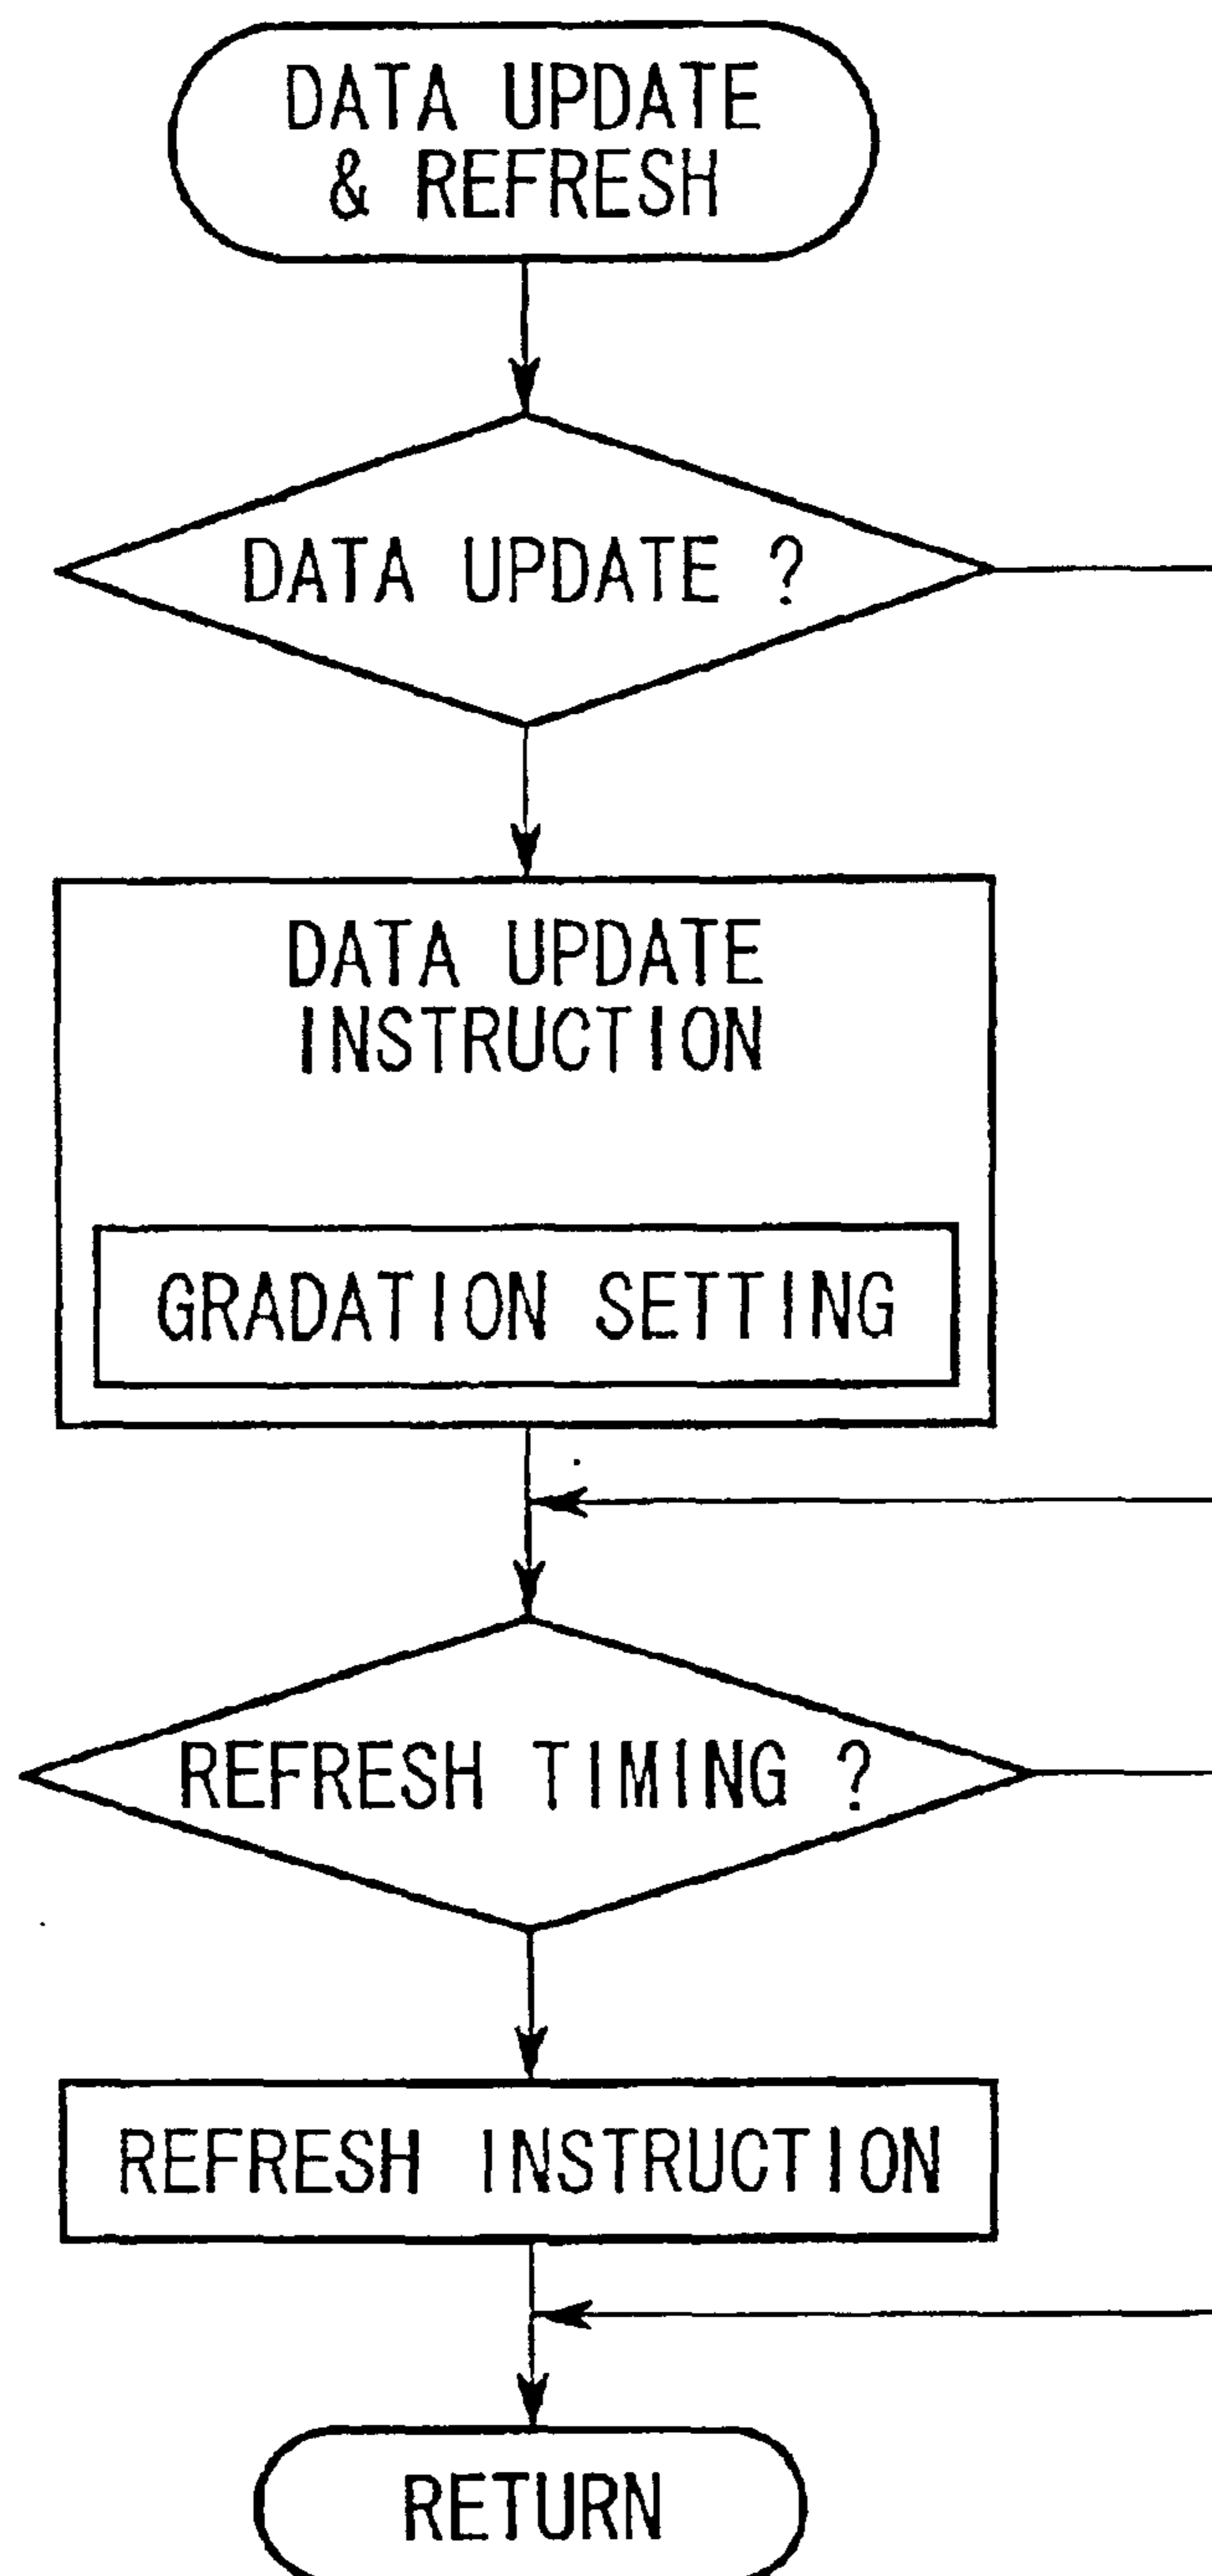 DATA UPDATE
& REFRESH
DATA UPDATE ?
DATA UPDATE
INSTRUCTION
GRADATION SETTING
REFRESH TIMING ?
REFRESH INSTRUCTION
RETURN